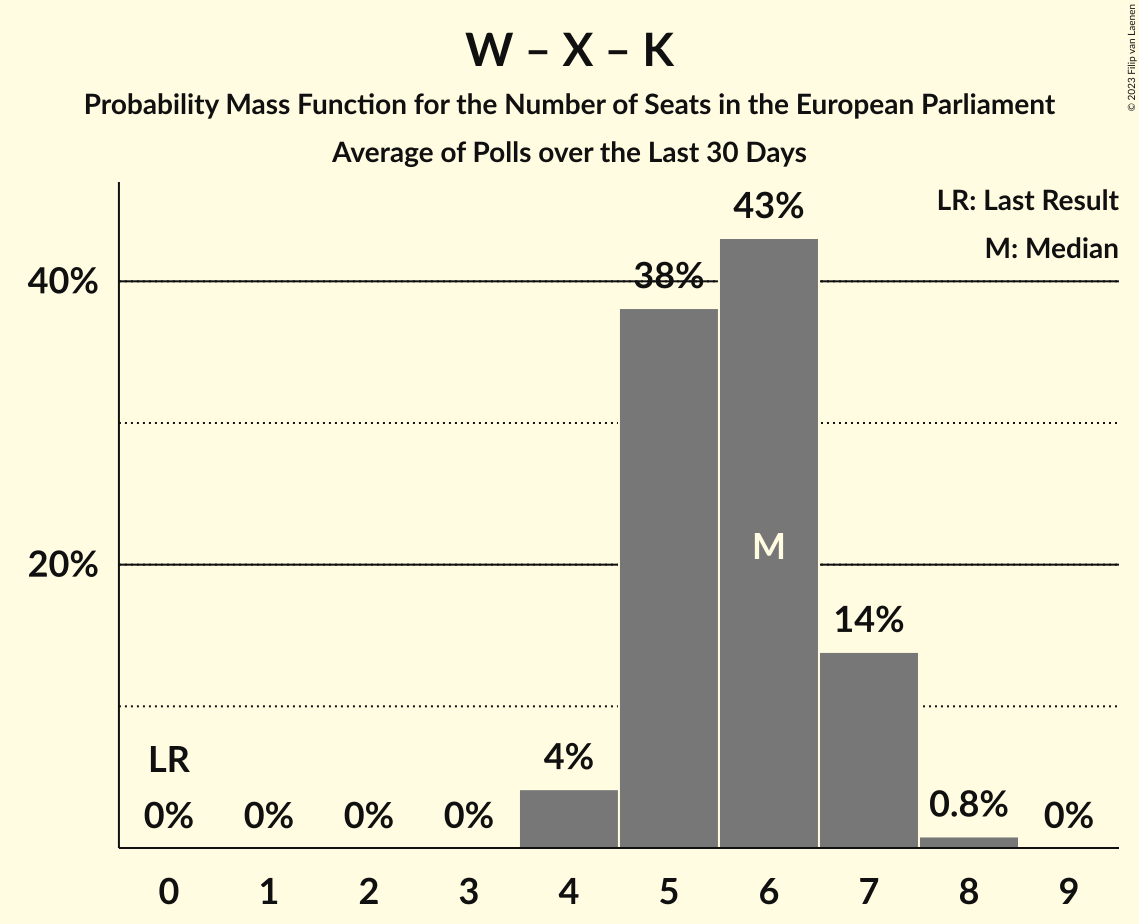 W – X – K
Probability Mass Function for the Number of Seats in the European Parliament
Average of Polls over the Last 30 Days
© 2023 Filip van Laenen
LR: Last Result
M: Median
43%
38%
40%
M
20%
14%
LR
4%
0.8%
0% 0% 0% 0% 0%
0 1 2 3 4 5 6 7 8 9